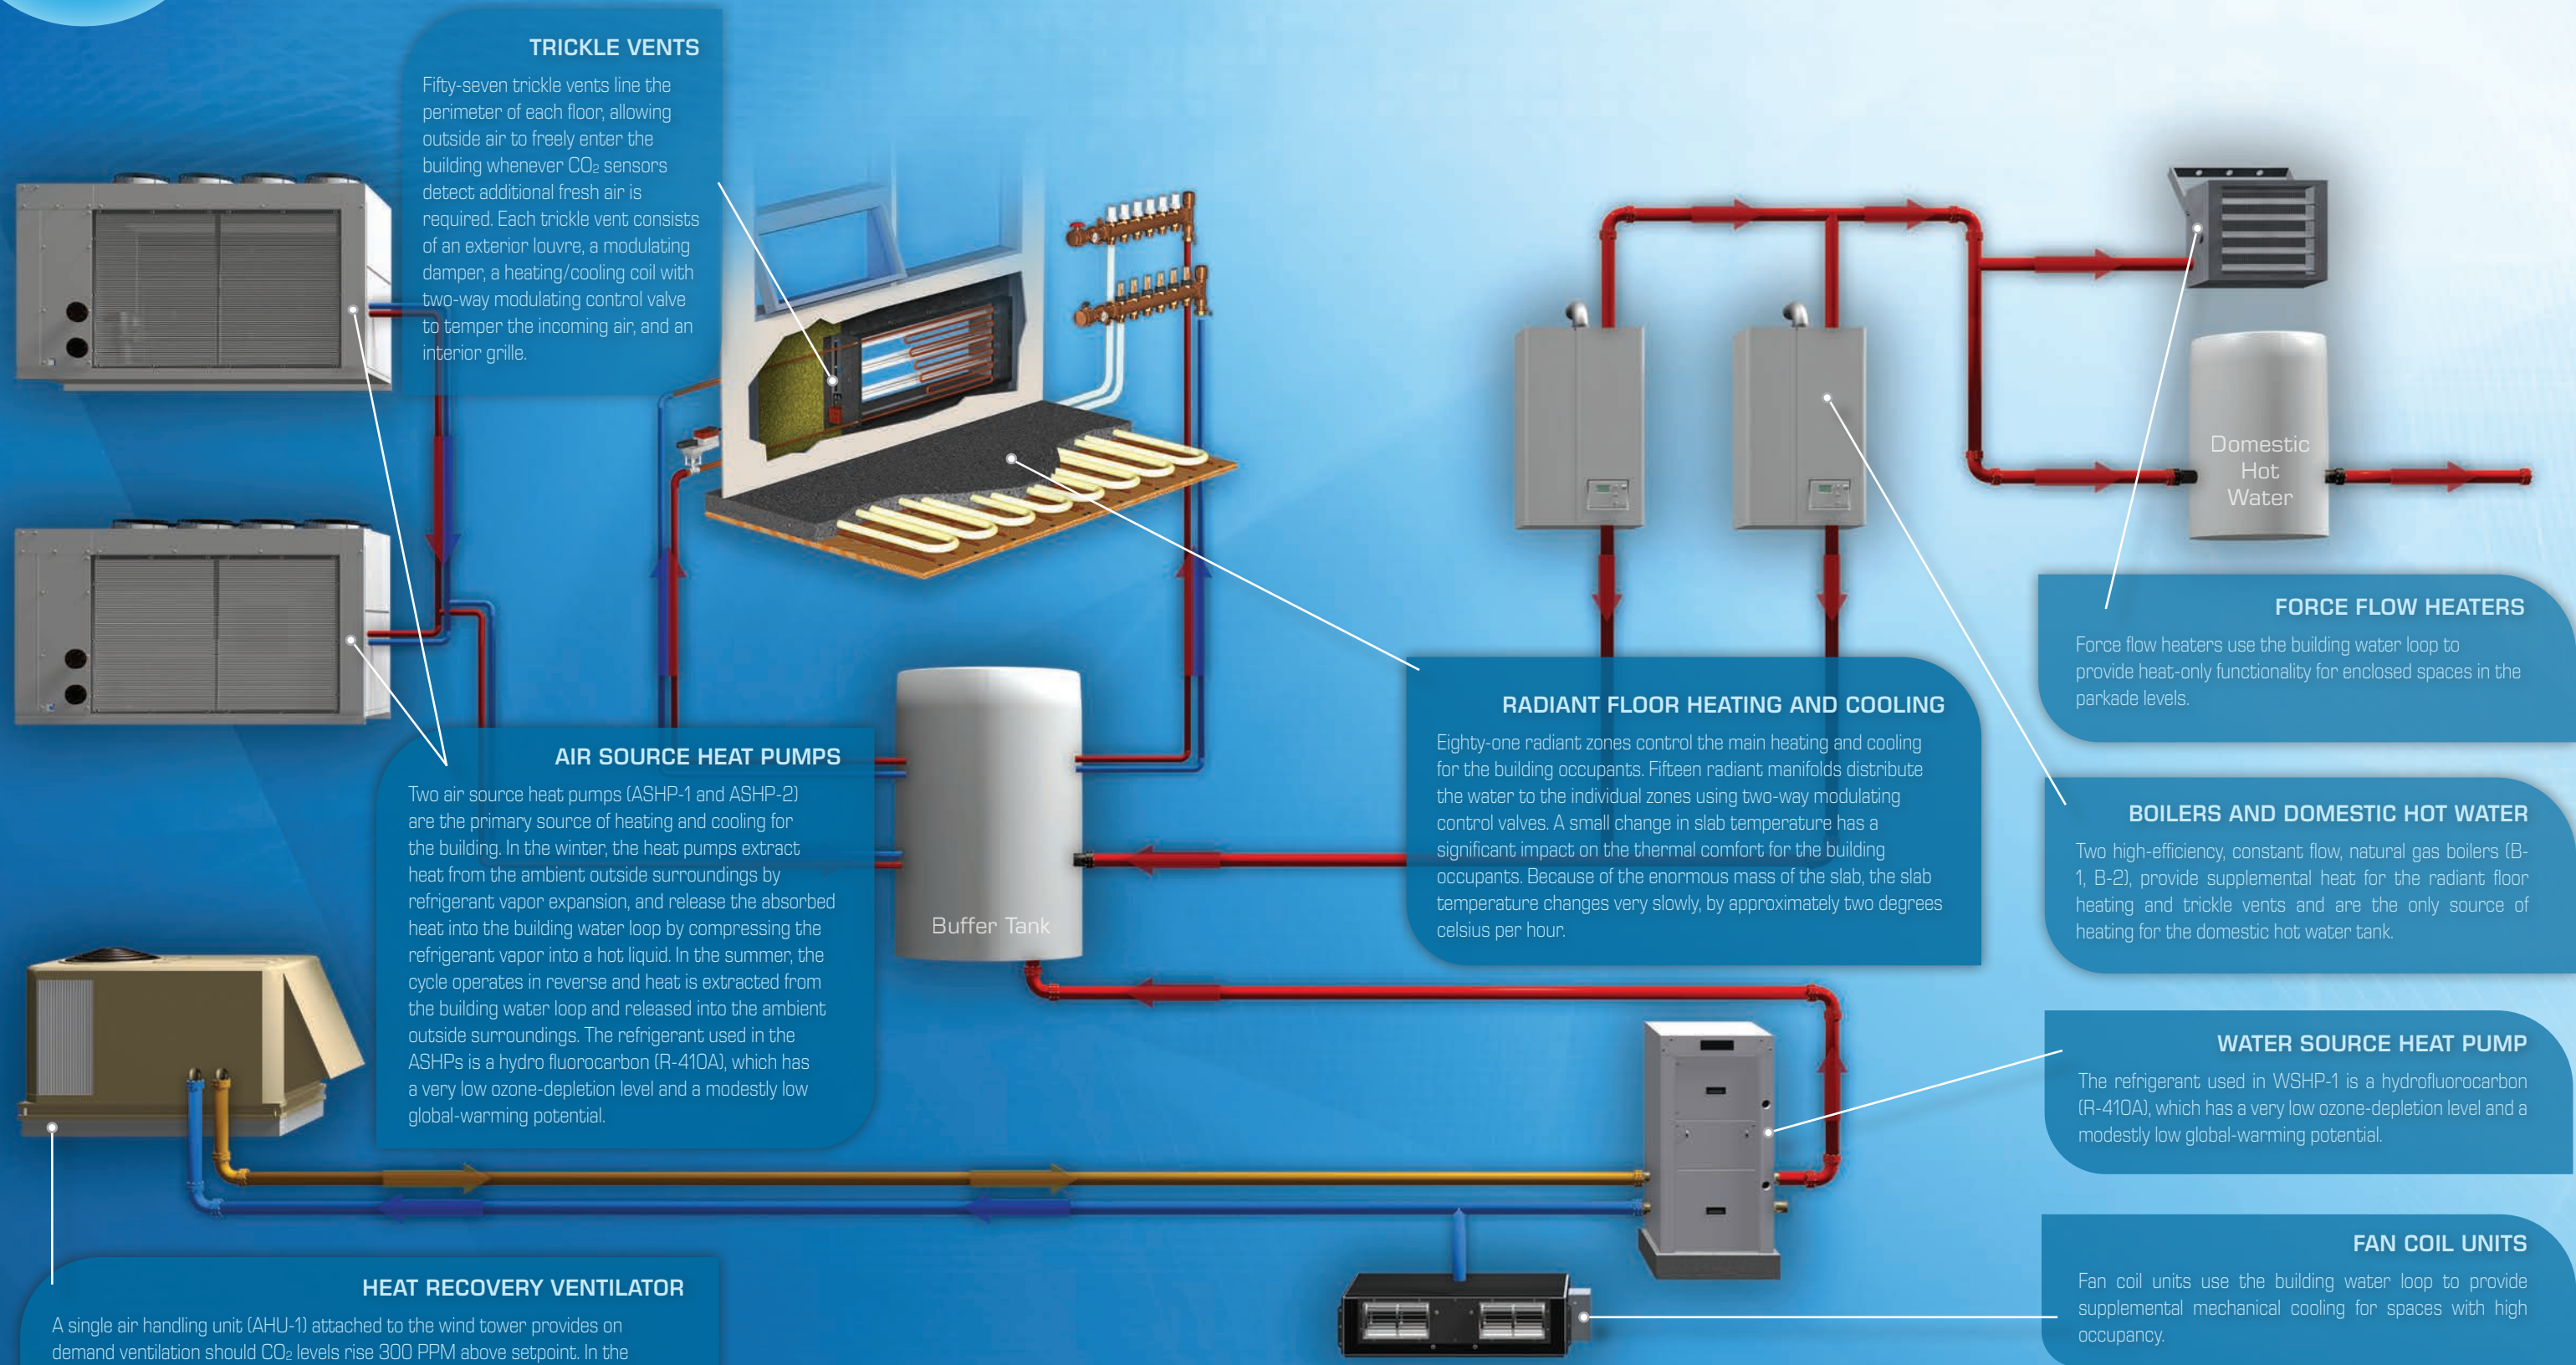 TRICKLE VENTS
Fifty-seven trickle vents line the
perimeter of each floor, allowing
outside air to freely enter the
building whenever CO₂ sensors
detect additional fresh air is
required. Each trickle vent consists
of an exterior louvre, a modulating
damper, a heating/cooling coil with
two-way modulating control valve
to temper the incoming air, and an
interior grille.
Domestic
Hot
Water
FORCE FLOW HEATERS
Force flow heaters use the building water loop to
provide heat-only functionality for enclosed spaces in the
parkade levels.
RADIANT FLOOR HEATING AND COOLING
Eighty-one radiant zones control the main heating and cooling
for the building occupants. Fifteen radiant manifolds distribute
the water to the individual zones using two-way modulating
control valves. A small change in slab temperature has a
significant impact on the thermal comfort for the building
occupants. Because of the enormous mass of the slab, the slab
temperature changes very slowly, by approximately two degrees
celsius per hour.
AIR SOURCE HEAT PUMPS
Two air source heat pumps (ASHP-1 and ASHP-2)
are the primary source of heating and cooling for
the building. In the winter, the heat pumps extract
heat from the ambient outside surroundings by
refrigerant vapor expansion, and release the absorbed
heat into the building water loop by compressing the
refrigerant vapor into a hot liquid. In the summer, the
cycle operates in reverse and heat is extracted from
the building water loop and released into the ambient
outside surroundings. The refrigerant used in the
ASHPs is a hydro fluorocarbon (R-410A), which has
a very low ozone-depletion level and a modestly low
global-warming potential.
Buffer Tank
BOILERS AND DOMESTIC HOT WATER
Two high-efficiency, constant flow, natural gas boilers (B-
1, B-2), provide supplemental heat for the radiant floor
heating and trickle vents and are the only source of
heating for the domestic hot water tank.
WATER SOURCE HEAT PUMP
The refrigerant used in WSHP-1 is a hydrofluorocarbon
(R-410A), which has a very low ozone-depletion level and a
modestly low global-warming potential.
FAN COIL UNITS
Fan coil units use the building water loop to provide
supplemental mechanical cooling for spaces with high
occupancy.
HEAT RECOVERY VENTILATOR
A single air handling unit (AHU-1) attached to the wind tower provides on
demand ventilation should CO₂ levels rise 300 PPM above setpoint. In the